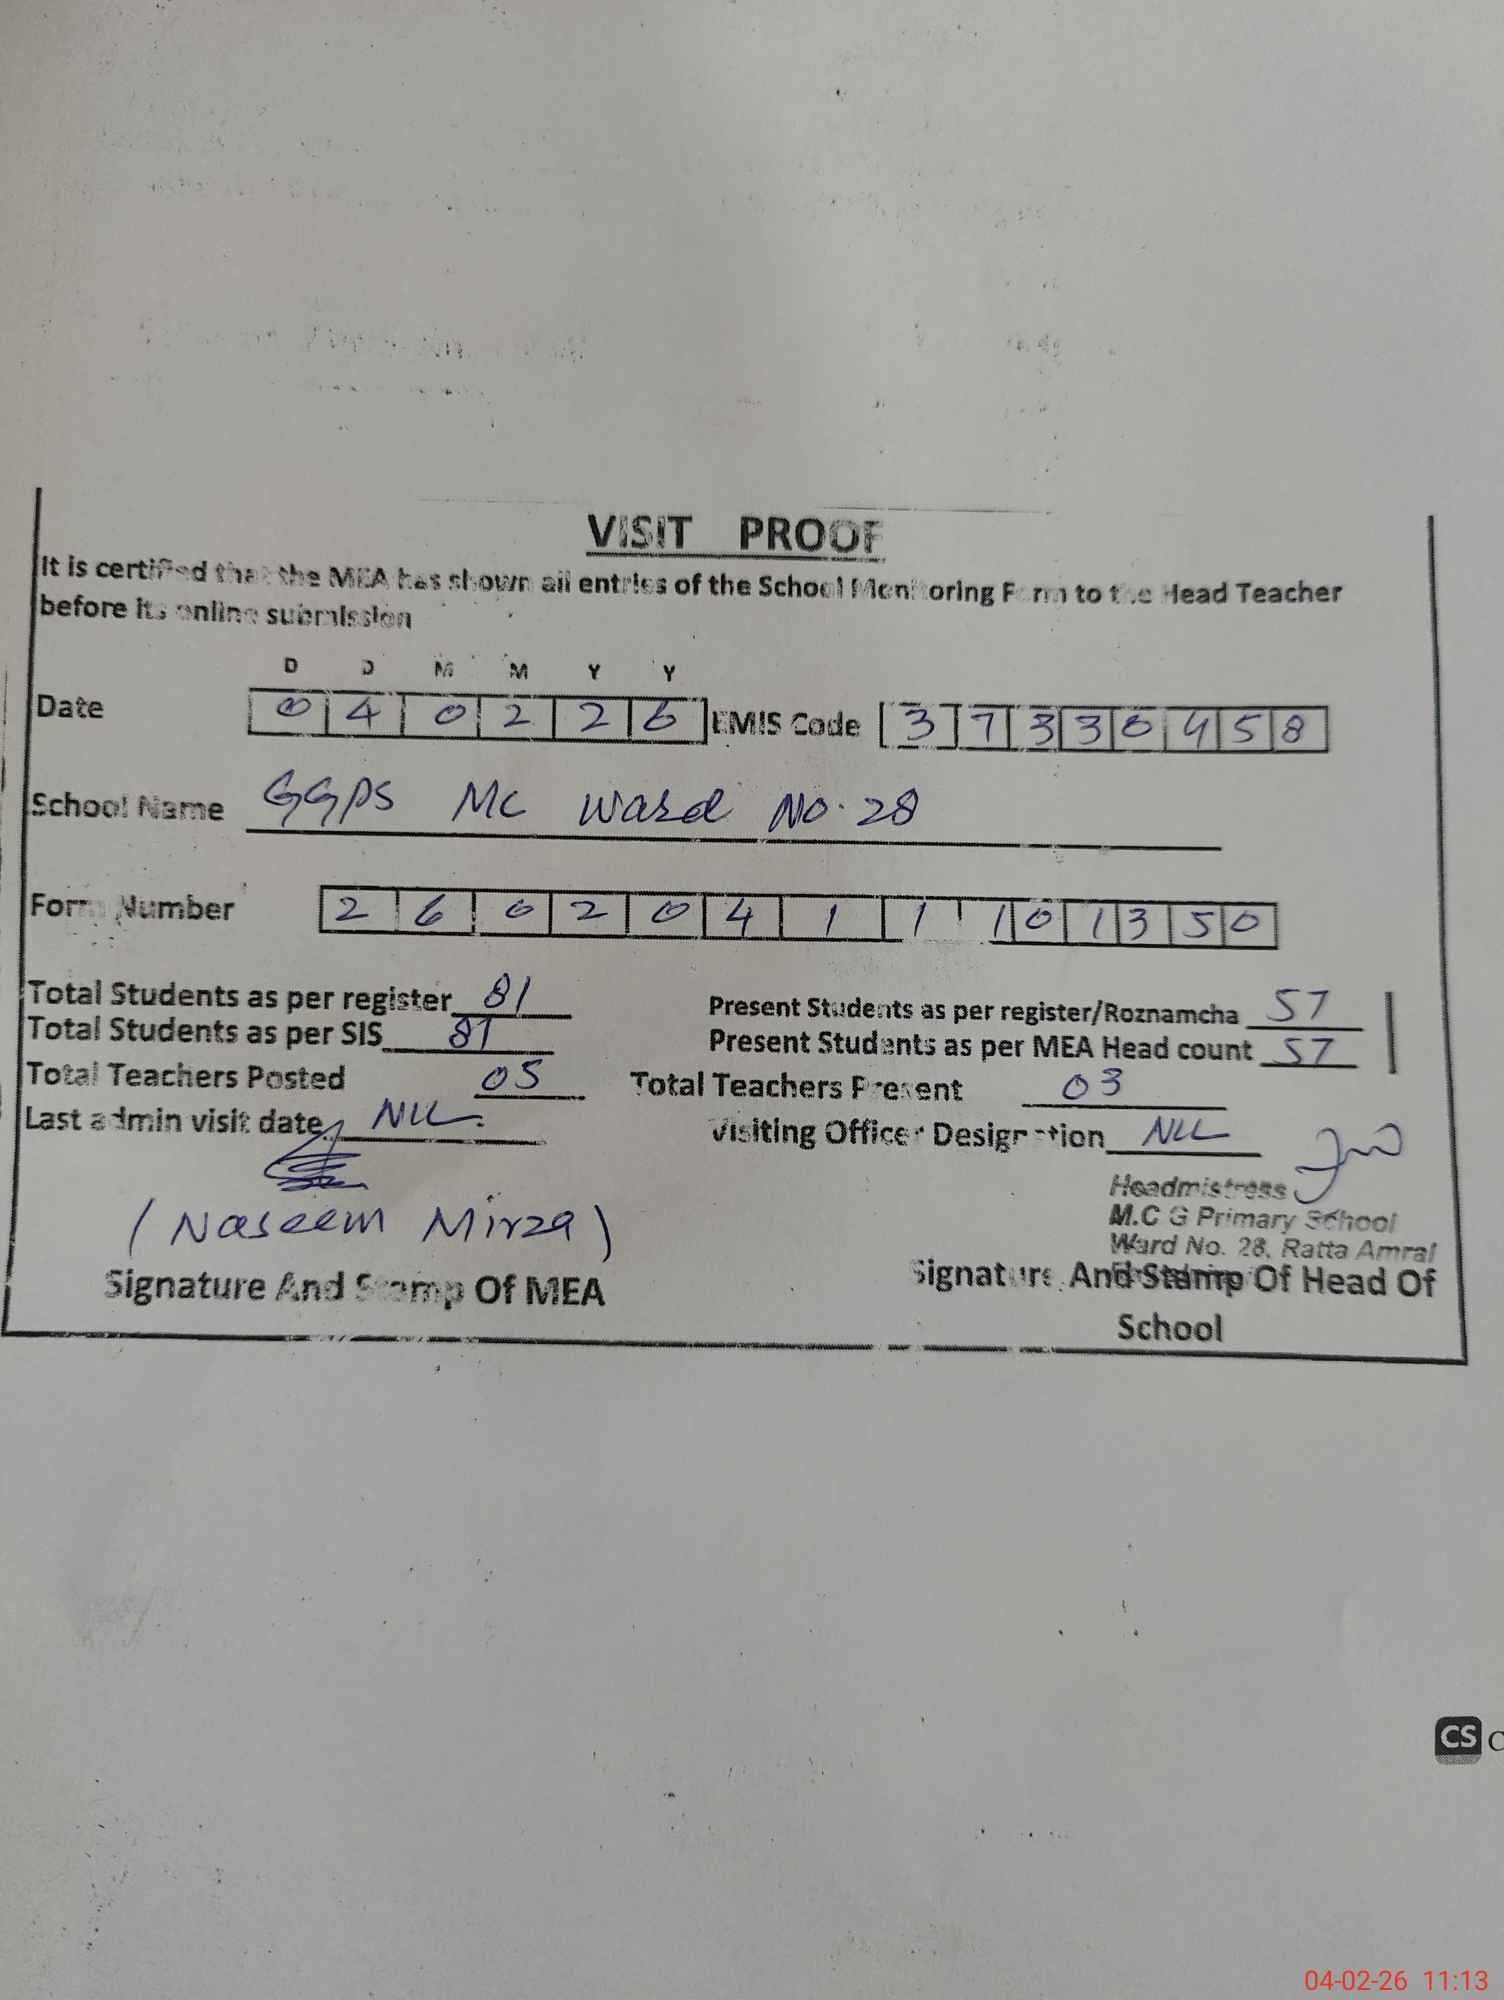 VISIT PROOF
It is certified that the MEA has shown all entries of the School Monitoring Form to the Head Teacher
before its online submission
D D M M Y Y
Date 0 4 0 2 2 6 EMIS Code 3 7 3 3 0 4 5 8
School Name GGPS MC Ward No. 28
Form Number 2 6 0 2 0 4 1 1 1 0 1 3 5 0
Total Students as per register 81 Present Students as per register/Roznamcha 57
Total Students as per SIS 81 Present Students as per MEA Head count 57
Total Teachers Posted 05 Total Teachers Present 03
Last admin visit date NIL. Visiting Officer Designation NIL
Headmistress
(Naseem Mirza) M.C G Primary School
Ward No. 28, Ratta Amral
Signature And Stamp Of MEA Signature And Stamp Of Head Of
School
CS
04-02-26 11:13